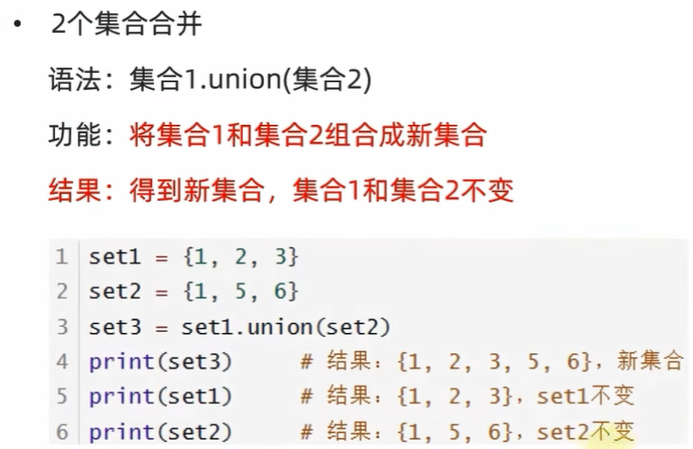 • 2个集合合并
语法：集合1.union(集合2)
功能：将集合1和集合2组合成新集合
结果：得到新集合，集合1和集合2不变
1 set1 = {1, 2, 3}
2 set2 = {1, 5, 6}
3 set3 = set1.union(set2)
4 print(set3) # 结果：{1, 2, 3, 5, 6}，新集合
5 print(set1) # 结果：{1, 2, 3}，set1不变
6 print(set2) # 结果：{1, 5, 6}，set2不变